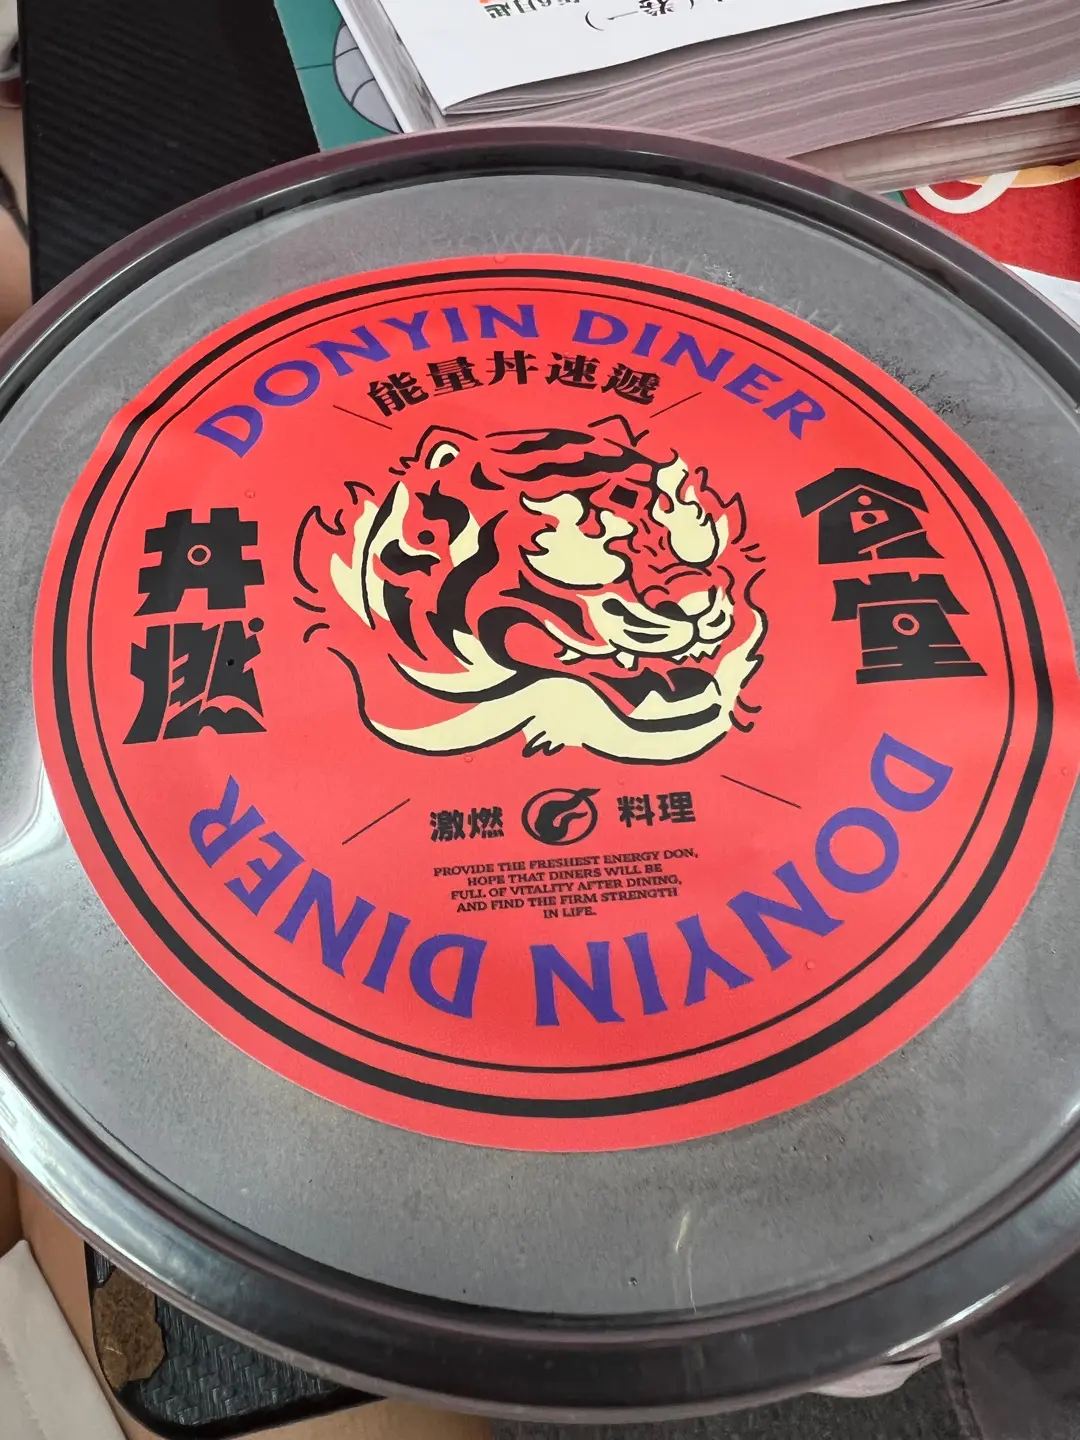 DONYIN DINER
能量丼速遞
丼燃
食堂
激燃 料理
PROVIDE THE FRESHEST ENERGY DON,
HOPE THAT DINERS WILL BE
FULL OF VITALITY AFTER DINING,
AND FIND THE FIRM STRENGTH
IN LIFE.
DONYIN DINER